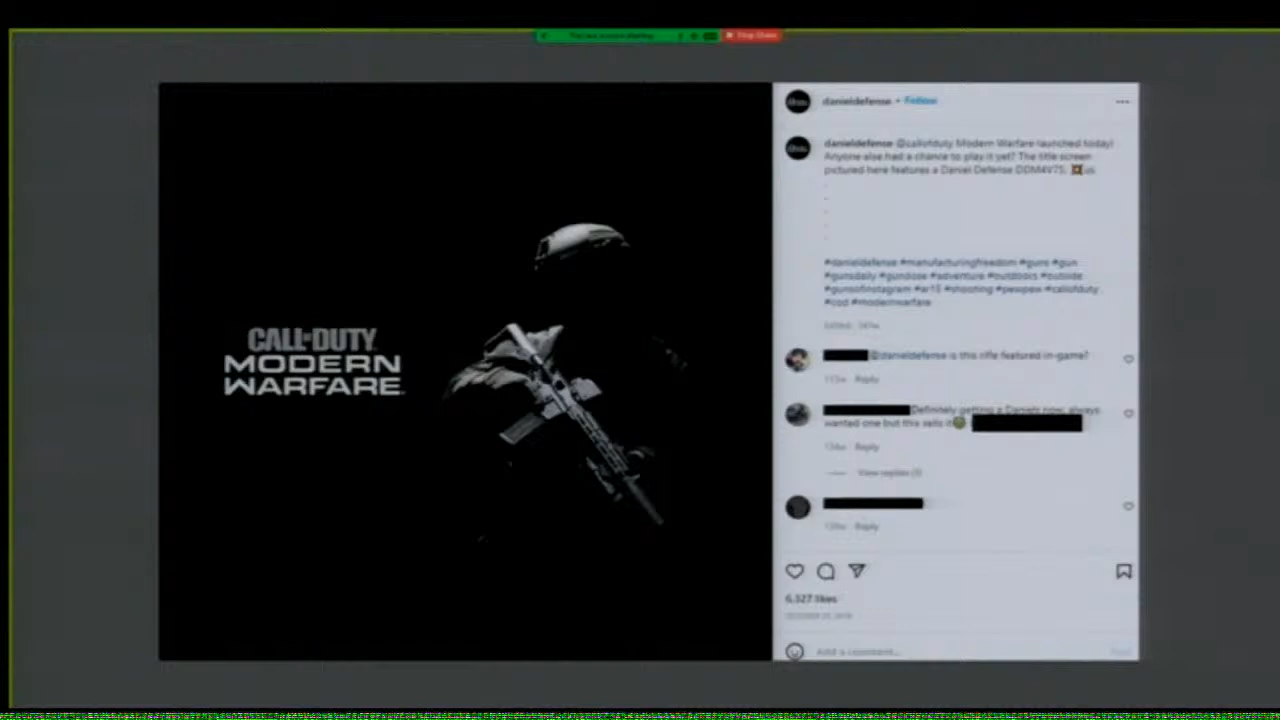 Stop Share
CALL OF DUTY
MODERN
WARFARE
danieldefense • Follow
danieldefense @callofduty Modern Warfare launched today!
Anyone else had a chance to play it yet? The title screen
pictured here features a Daniel Defense DDM4V7S.
#danieldefense #manufacturingfreedom #guns #gun
#gunsdaily #gundose #adventure #outdoors #outside
#gunsofinstagram #ar15 #shooting #pewpew #callofduty
#cod #modernwarfare
@danieldefense is this rifle featured in-game?
Reply
Definitely getting a Daniels now, always
wanted one but this sells it
Reply
View replies (1)
Reply
6,327 likes
Add a comment...